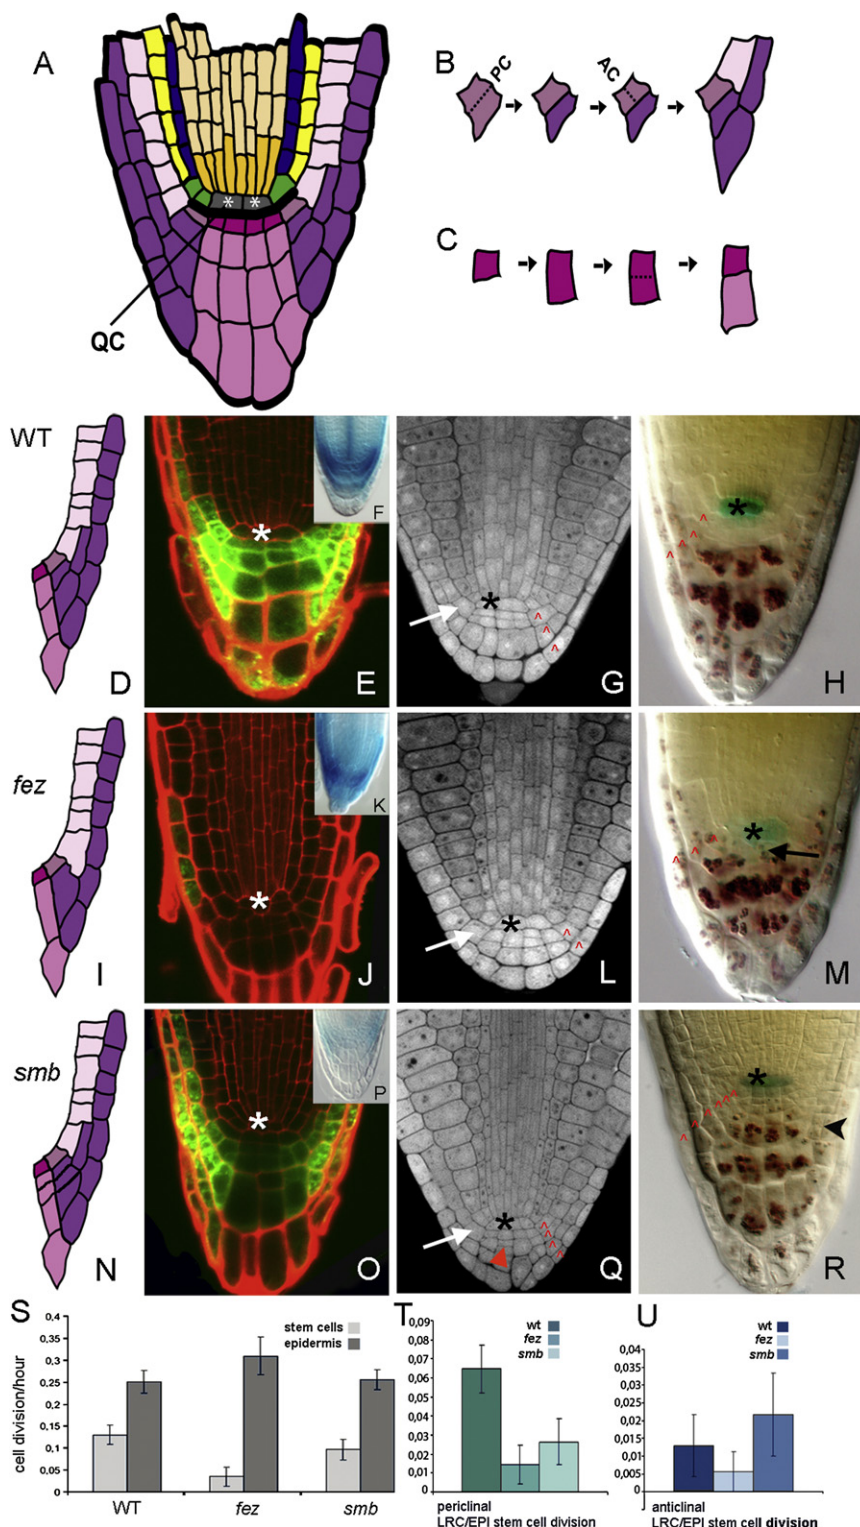 A
B
PC
AC
C
* *
QC
WT
D
*
E
F
*
G
^ ^ ^
*
H
^ ^ ^ ^
fez
I
*
J
K
*
L
^ ^
*
M
^ ^ ^
smb
N
*
O
P
*
Q
^ ^ ^ ^
*
R
^ ^ ^ ^ ^ ^
S
stem cells
epidermis
cell division/hour
0,4
0,35
0,3
0,25
0,2
0,15
0,1
0,05
0
WT fez smb
T
wt
fez
smb
0,09
0,08
0,07
0,06
0,05
0,04
0,03
0,02
0,01
0
periclinal
LRC/EPI stem cell division
U
wt
fez
smb
0,04
0,035
0,03
0,025
0,02
0,015
0,01
0,005
0
anticlinal
LRC/EPI stem cell division